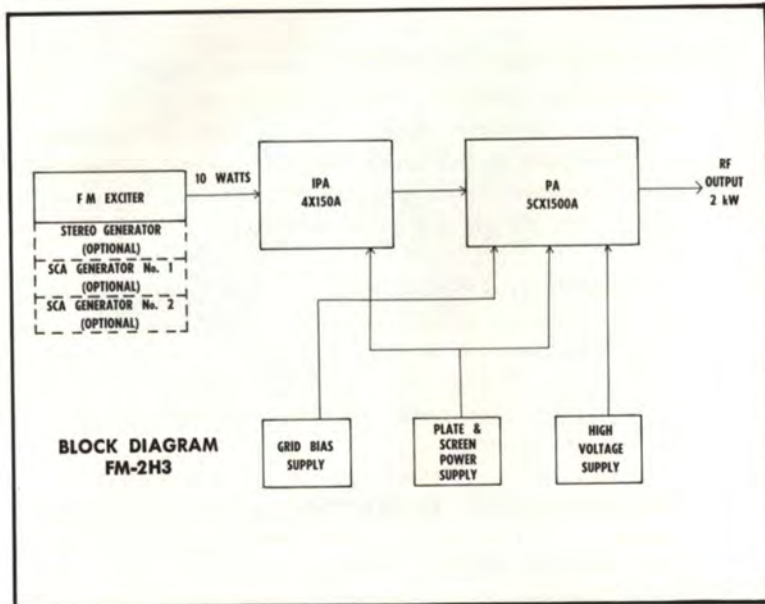 FM EXCITER
STEREO GENERATOR
(OPTIONAL)
SCA GENERATOR No. 1
(OPTIONAL)
SCA GENERATOR No. 2
(OPTIONAL)
10 WATTS
IPA
4X150A
PA
5CX1500A
RF
OUTPUT
2 kW
BLOCK DIAGRAM
FM-2H3
GRID BIAS
SUPPLY
PLATE &
SCREEN
POWER
SUPPLY
HIGH
VOLTAGE
SUPPLY